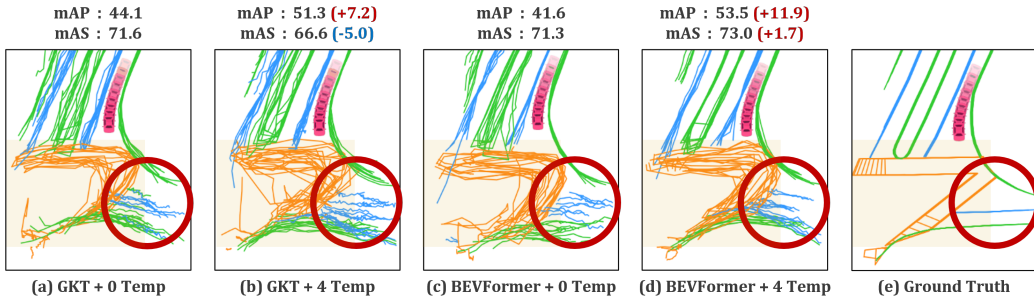 mAP : 44.1
mAS : 71.6
mAP : 51.3 (+7.2)
mAS : 66.6 (-5.0)
mAP : 41.6
mAS : 71.3
mAP : 53.5 (+11.9)
mAS : 73.0 (+1.7)
(a) GKT + 0 Temp
(b) GKT + 4 Temp
(c) BEVFormer + 0 Temp
(d) BEVFormer + 4 Temp
(e) Ground Truth